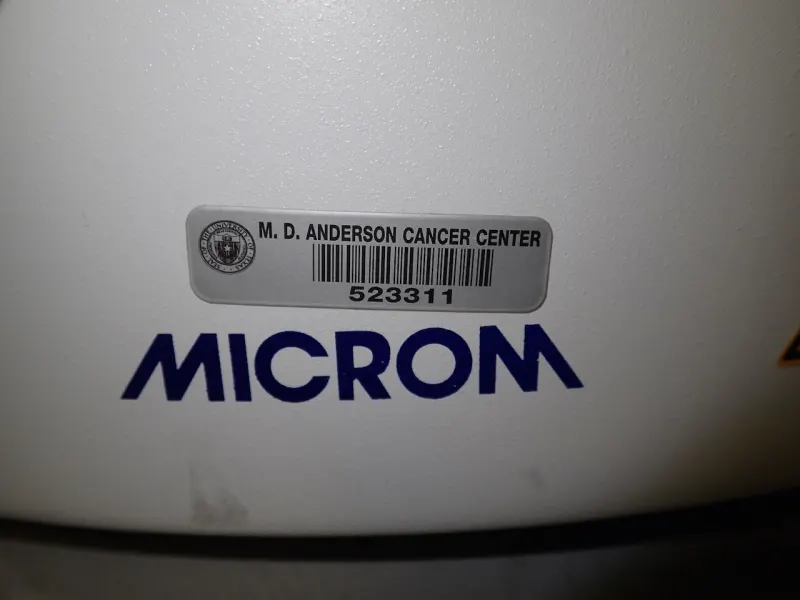 M. D. ANDERSON CANCER CENTER
523311
MICROM